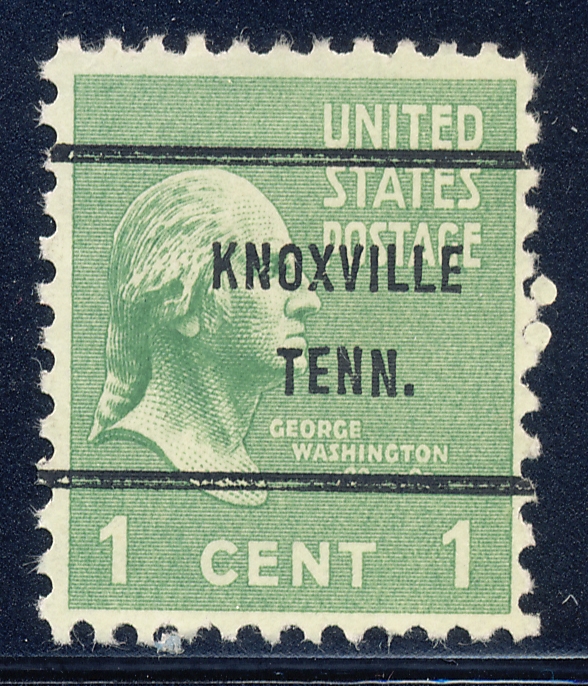 UNITED
STATES
POSTAGE
KNOXVILLE
TENN.
GEORGE
WASHINGTON
1 CENT 1